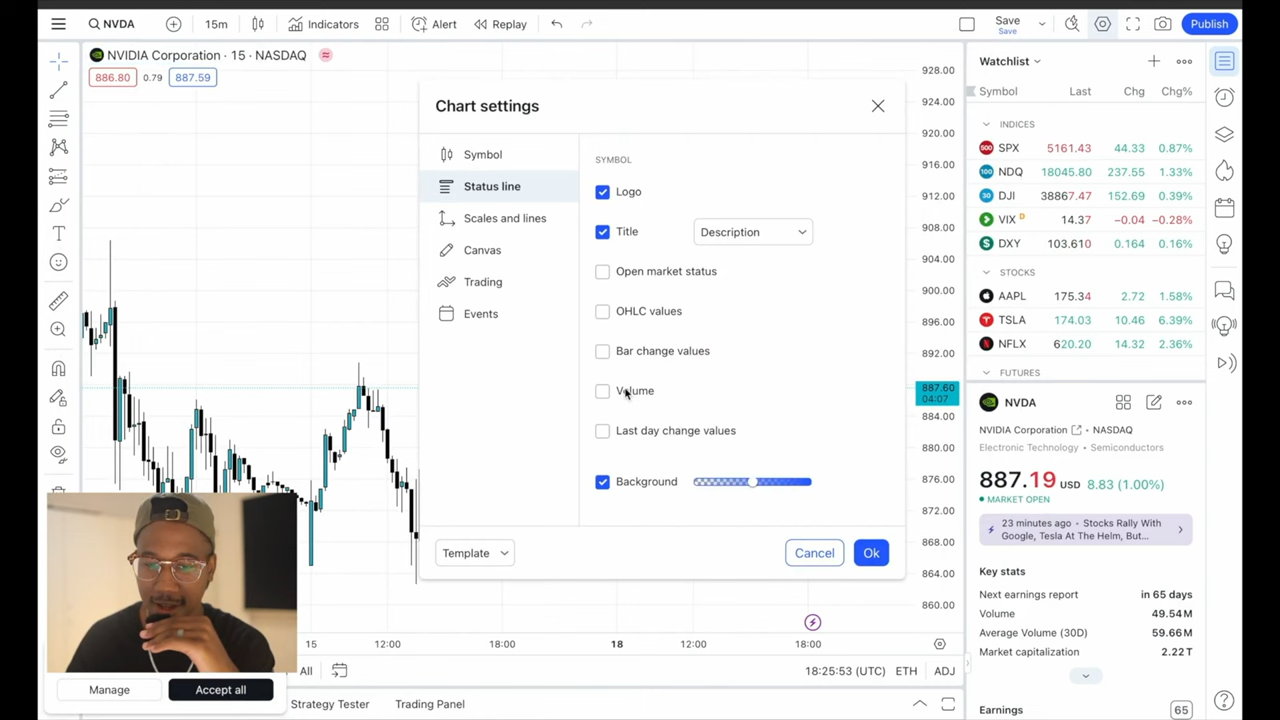 NVDA
15m
Indicators
Alert
Replay
Save
Save
Publish
NVIDIA Corporation · 15 · NASDAQ
886.80
0.79
887.59
928.00
924.00
920.00
916.00
912.00
908.00
904.00
900.00
896.00
892.00
887.60
04:07
884.00
880.00
876.00
872.00
868.00
864.00
860.00
Chart settings
Symbol
Status line
Scales and lines
Canvas
Trading
Events
SYMBOL
Logo
Title
Description
Open market status
OHLC values
Bar change values
Volume
Last day change values
Background
Template
Cancel
Ok
15
12:00
18:00
18
12:00
18:00
All
18:25:53 (UTC)
ETH
ADJ
Manage
Accept all
Strategy Tester
Trading Panel
Watchlist
Symbol Last Chg Chg%
INDICES
500 SPX 5161.43 44.33 0.87%
100 NDQ 18045.80 237.55 1.33%
30 DJI 38867.47 152.69 0.39%
VIX D 14.37 −0.04 −0.28%
$ DXY 103.610 0.164 0.16%
STOCKS
AAPL 175.34 2.72 1.58%
TSLA 174.03 10.46 6.39%
NFLX 620.20 14.32 2.36%
FUTURES
NVDA
NVIDIA Corporation • NASDAQ
Electronic Technology • Semiconductors
887.19 USD 8.83 (1.00%)
MARKET OPEN
23 minutes ago • Stocks Rally With
Google, Tesla At The Helm, But...
Key stats
Next earnings report in 65 days
Volume 49.54M
Average Volume (30D) 59.66M
Market capitalization 2.22T
Earnings 65